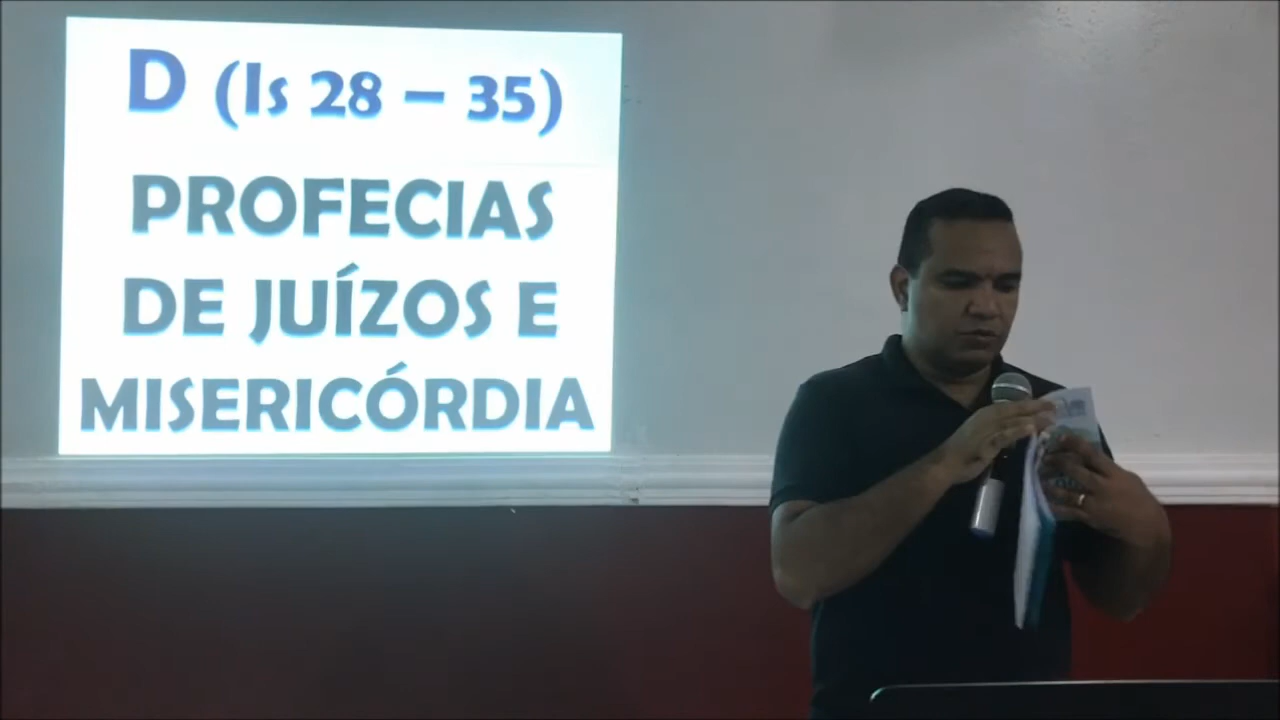 D (Is 28 – 35)
PROFECIAS
DE JUÍZOS E
MISERICÓRDIA